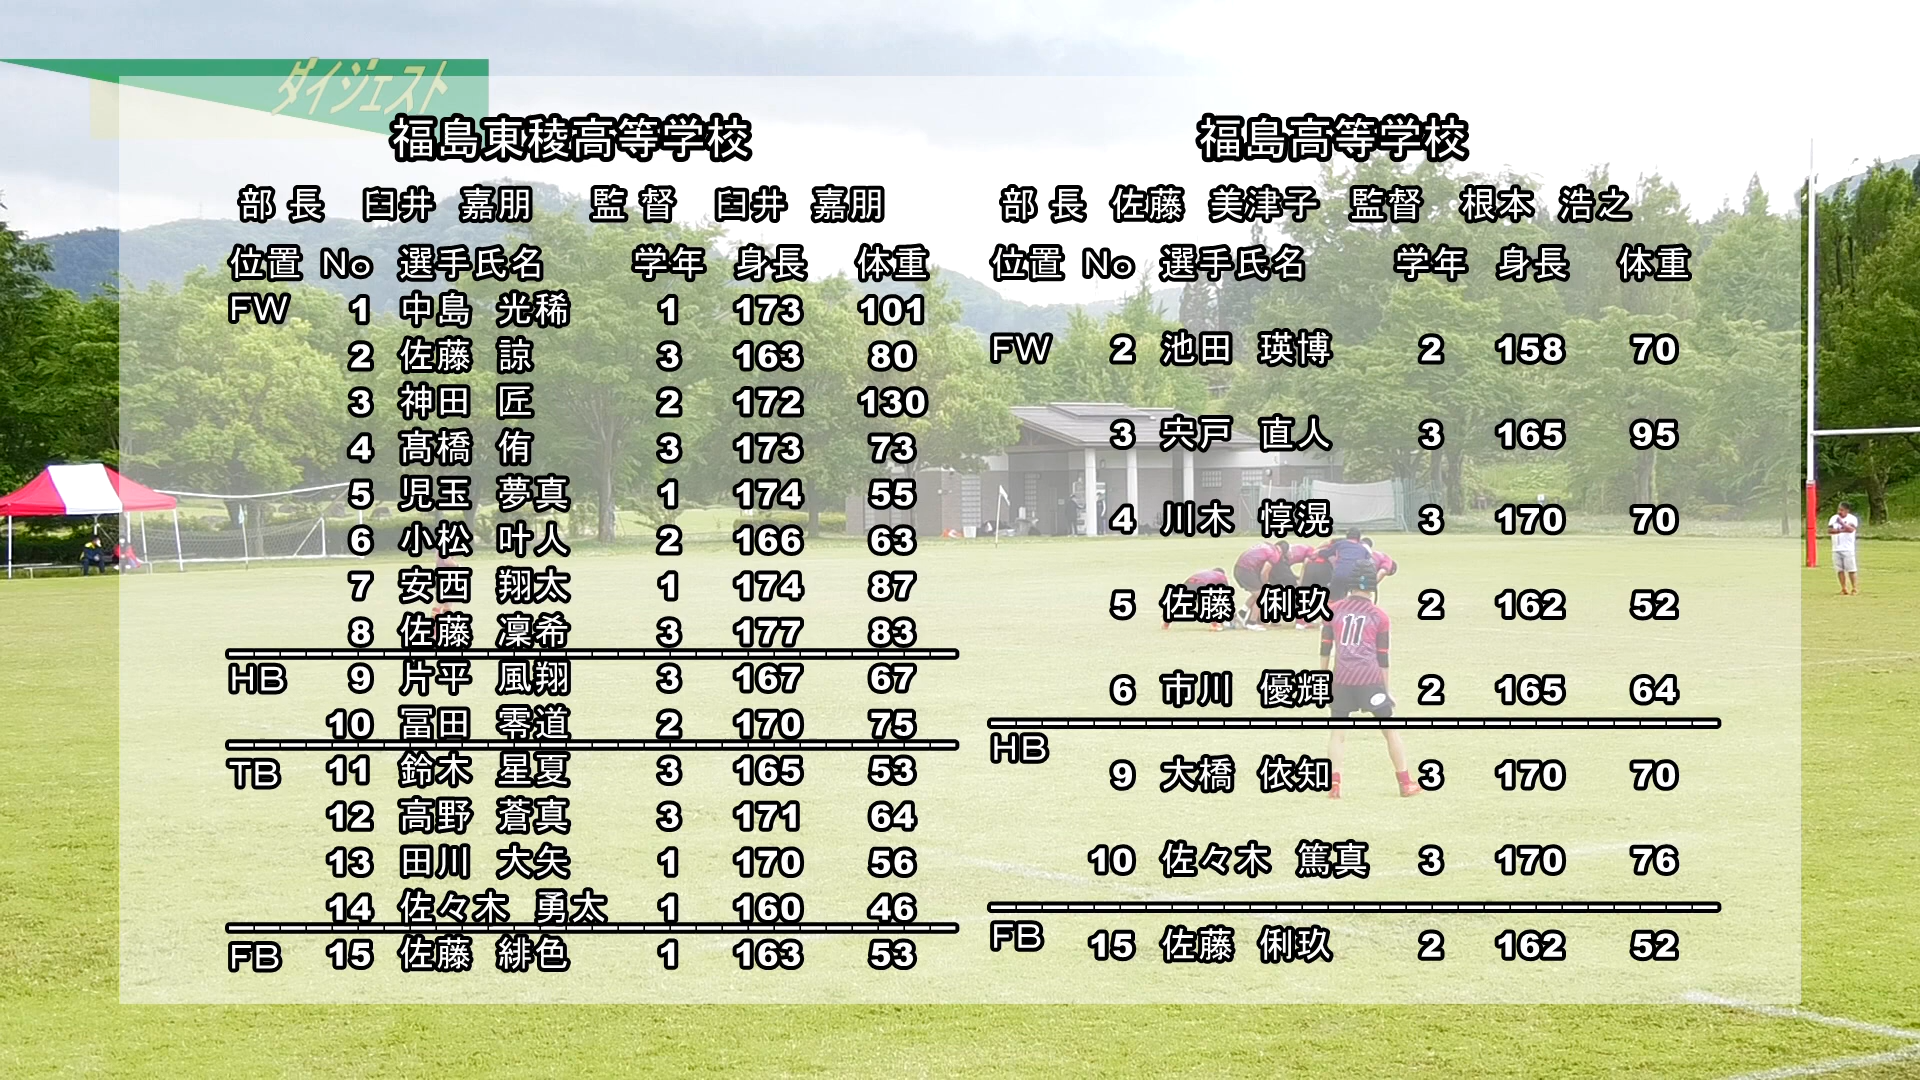 ダイジェスト
福島東稜高等学校
部長 臼井 嘉朋 監督 臼井 嘉朋
位置 No 選手氏名 学年 身長 体重
FW 1 中島 光稀 1 173 101
2 佐藤 諒 3 163 80
3 神田 匠 2 172 130
4 髙橋 侑 3 173 73
5 児玉 夢真 1 174 55
6 小松 叶人 2 166 63
7 安西 翔太 1 174 87
8 佐藤 凜希 3 177 83
HB 9 片平 風翔 3 167 67
10 冨田 零道 2 170 75
TB 11 鈴木 星夏 3 165 53
12 高野 蒼真 3 171 64
13 田川 大矢 1 170 56
14 佐々木 勇太 1 160 46
FB 15 佐藤 緋色 1 163 53
福島高等学校
部長 佐藤 美津子 監督 根本 浩之
位置 No 選手氏名 学年 身長 体重
FW 2 池田 瑛博 2 158 70
3 宍戸 直人 3 165 95
4 川木 惇滉 3 170 70
5 佐藤 俐玖 2 162 52
6 市川 優輝 2 165 64
HB
9 大橋 依知 3 170 70
10 佐々木 篤真 3 170 76
FB 15 佐藤 俐玖 2 162 52
11